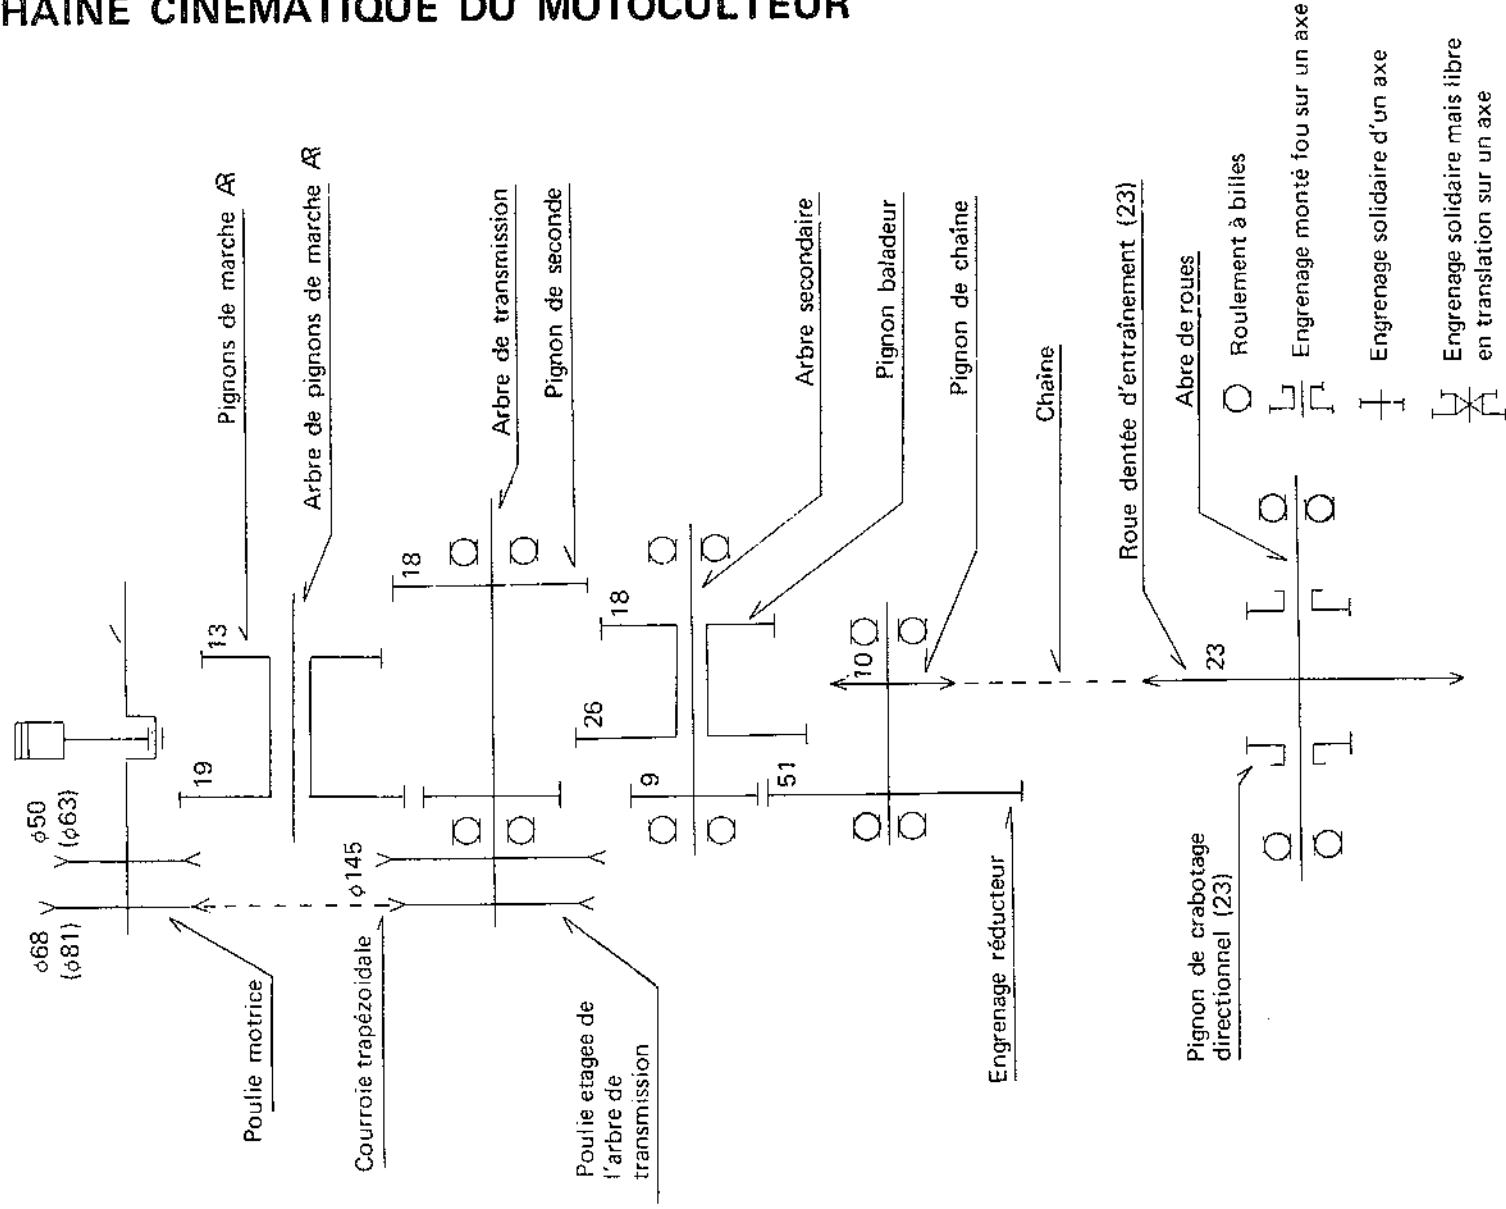 HAINE CINEMATIQUE DU MOTOCULTEUR
Pignons de marche AR
Arbre de pignons de marche AR
Arbre de transmission
Pignon de seconde
Arbre secondaire
Pignon baladeur
Pignon de chaîne
Chaîne
Roue dentée d'entraînement (23)
Abre de roues
Roulement à billes
Engrenage monté fou sur un axe
Engrenage solidaire d'un axe
Engrenage solidaire mais libre
en translation sur un axe
13
19
18
18
26
9
51
10
23
φ50
(φ63)
φ68
(φ81)
φ145
Poulie motrice
Courroie trapézoidale
Poulie etagee de
l'arbre de
transmission
Engrenage réducteur
Pignon de crabotage
directionnel (23)